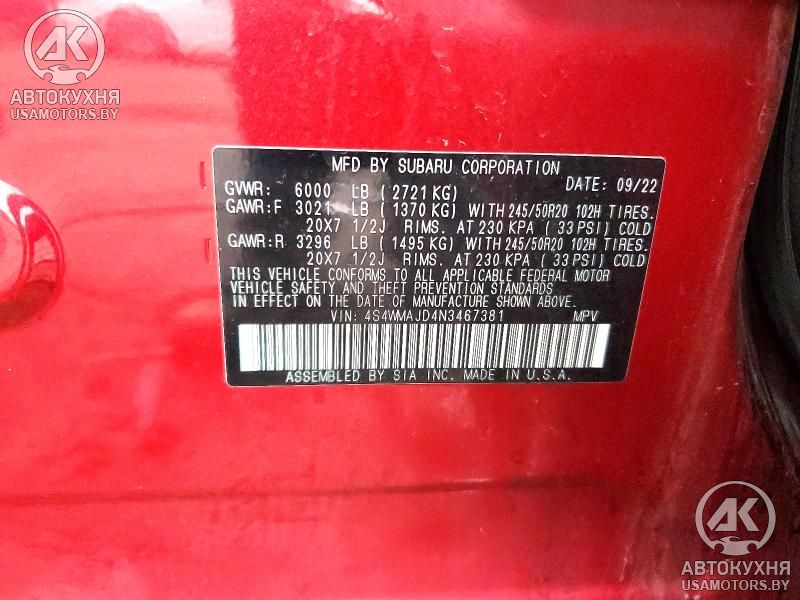 АК
АВТОКУХНЯ
USAMOTORS.BY
MFD BY SUBARU CORPORATION
GVWR: 6000 LB (2721 KG) DATE: 09/22
GAWR:F 3021 LB (1370 KG) WITH 245/50R20 102H TIRES.
20X7 1/2J RIMS. AT 230 KPA (33 PSI) COLD
GAWR:R 3296 LB (1495 KG) WITH 245/50R20 102H TIRES.
20X7 1/2J RIMS. AT 230 KPA (33 PSI) COLD
THIS VEHICLE CONFORMS TO ALL APPLICABLE FEDERAL MOTOR
VEHICLE SAFETY AND THEFT PREVENTION STANDARDS
IN EFFECT ON THE DATE OF MANUFACTURE SHOWN ABOVE.
VIN: 4S4WMAJD4N3467381 MPV
ASSEMBLED BY SIA INC. MADE IN U.S.A.
АК
АВТОКУХНЯ
USAMOTORS.BY